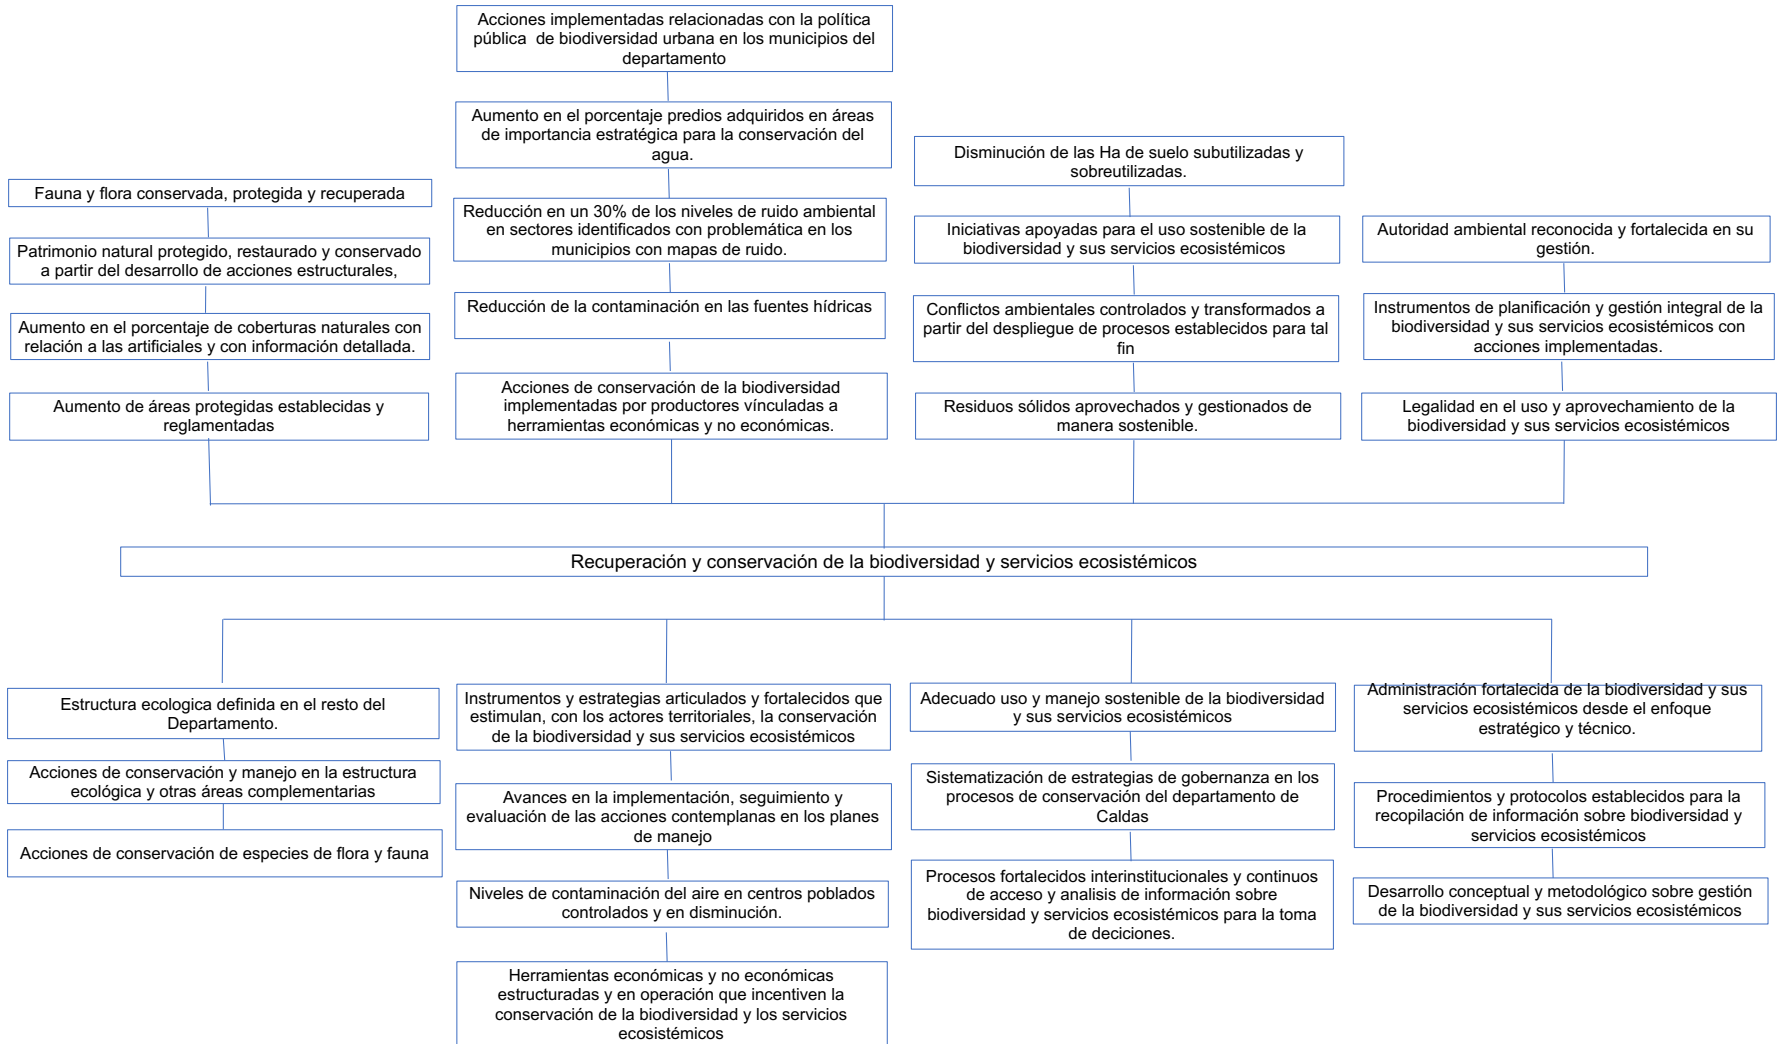 Acciones implementadas relacionadas con la política
pública de biodiversidad urbana en los municipios del
departamento
Aumento en el porcentaje predios adquiridos en áreas
de importancia estratégica para la conservación del
agua.
Disminución de las Ha de suelo subutilizadas y
sobreutilizadas.
Fauna y flora conservada, protegida y recuperada
Reducción en un 30% de los niveles de ruido ambiental
en sectores identificados con problemática en los
municipios con mapas de ruido.
Iniciativas apoyadas para el uso sostenible de la
biodiversidad y sus servicios ecosistémicos
Autoridad ambiental reconocida y fortalecida en su
gestión.
Patrimonio natural protegido, restaurado y conservado
a partir del desarrollo de acciones estructurales,
Reducción de la contaminación en las fuentes hídricas
Conflictos ambientales controlados y transformados a
partir del despliegue de procesos establecidos para tal
fin
Instrumentos de planificación y gestión integral de la
biodiversidad y sus servicios ecosistémicos con
acciones implementadas.
Aumento en el porcentaje de coberturas naturales con
relación a las artificiales y con información detallada.
Acciones de conservación de la biodiversidad
implementadas por productores vínculadas a
herramientas económicas y no económicas.
Aumento de áreas protegidas establecidas y
reglamentadas
Residuos sólidos aprovechados y gestionados de
manera sostenible.
Legalidad en el uso y aprovechamiento de la
biodiversidad y sus servicios ecosistémicos
Recuperación y conservación de la biodiversidad y servicios ecosistémicos
Estructura ecologica definida en el resto del
Departamento.
Instrumentos y estrategias articulados y fortalecidos que
estimulan, con los actores territoriales, la conservación
de la biodiversidad y sus servicios ecosistémicos
Adecuado uso y manejo sostenible de la biodiversidad
y sus servicios ecosistémicos
Administración fortalecida de la biodiversidad y sus
servicios ecosistémicos desde el enfoque
estratégico y técnico.
Acciones de conservación y manejo en la estructura
ecológica y otras áreas complementarias
Avances en la implementación, seguimiento y
evaluación de las acciones contemplanas en los planes
de manejo
Sistematización de estrategias de gobernanza en los
procesos de conservación del departamento de
Caldas
Procedimientos y protocolos establecidos para la
recopilación de información sobre biodiversidad y
servicios ecosistémicos
Acciones de conservación de especies de flora y fauna
Niveles de contaminación del aire en centros poblados
controlados y en disminución.
Procesos fortalecidos interinstitucionales y continuos
de acceso y analisis de información sobre
biodiversidad y servicios ecosistémicos para la toma
de deciciones.
Desarrollo conceptual y metodológico sobre gestión
de la biodiversidad y sus servicios ecosistémicos
Herramientas económicas y no económicas
estructuradas y en operación que incentiven la
conservación de la biodiversidad y los servicios
ecosistémicos